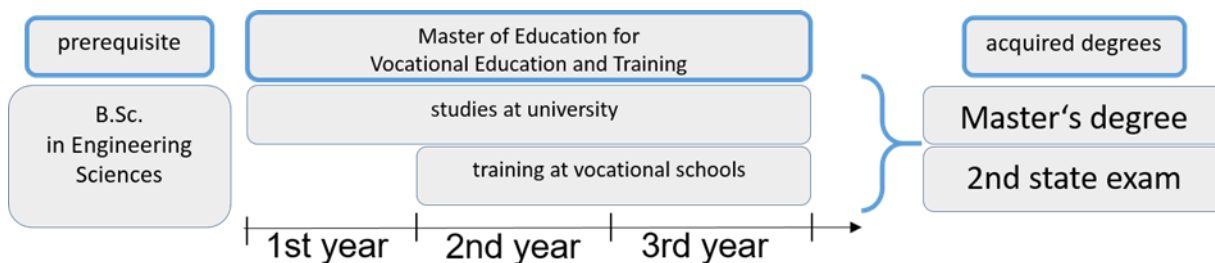 prerequisite
Master of Education for
Vocational Education and Training
acquired degrees
B.Sc.
in Engineering
Sciences
studies at university
training at vocational schools
Master‘s degree
2nd state exam
1st year
2nd year
3rd year